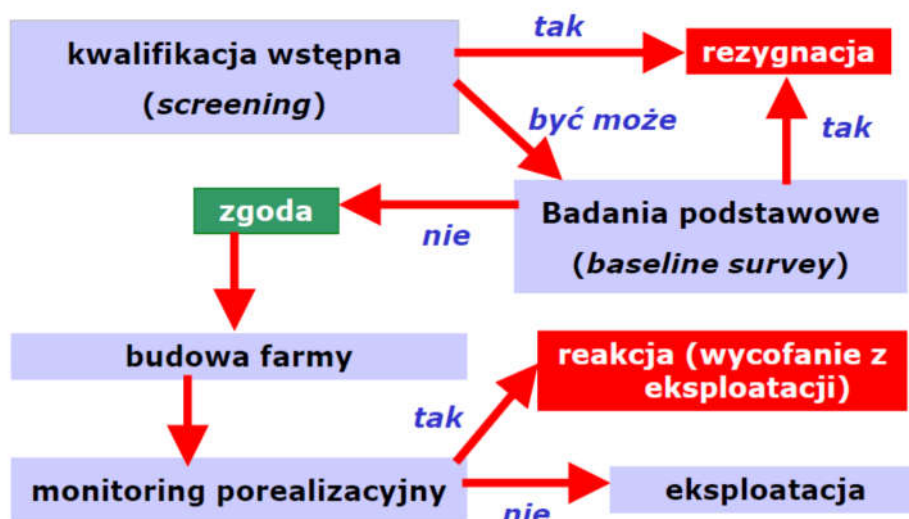 kwalifikacja wstępna
(screening)
tak
rezygnacja
być może
tak
zgoda
nie
Badania podstawowe
(baseline survey)
budowa farmy
reakcja (wycofanie z
eksploatacji)
tak
monitoring porealizacyjny
nie
eksploatacja